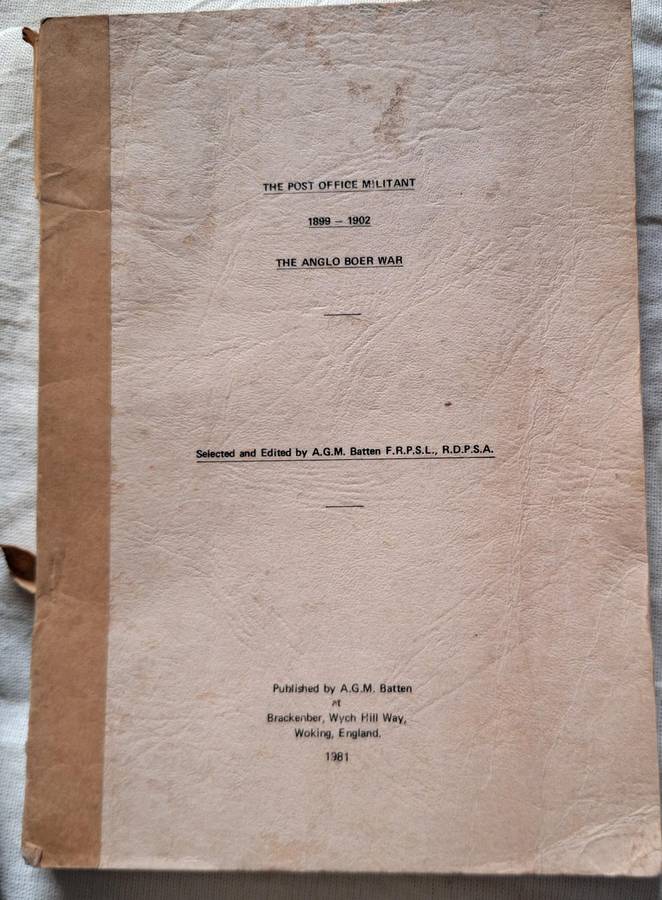 THE POST OFFICE MILITANT
1899 – 1902
THE ANGLO BOER WAR
Selected and Edited by A.G.M. Batten F.R.P.S.L., R.D.P.S.A.
Published by A.G.M. Batten
at
Brackenber, Wych Hill Way,
Woking, England.
1981